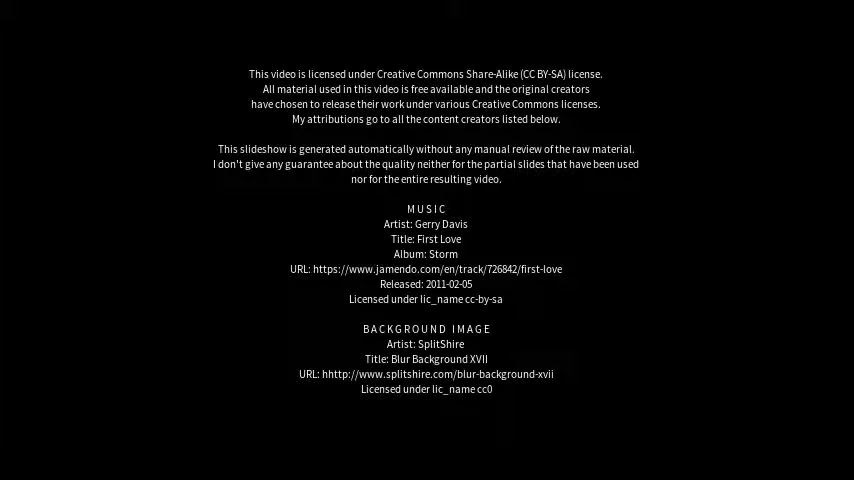 This video is licensed under Creative Commons Share-Alike (CC BY-SA) license.
All material used in this video is free available and the original creators
have chosen to release their work under various Creative Commons licenses.
My attributions go to all the content creators listed below.
This slideshow is generated automatically without any manual review of the raw material.
I don't give any guarantee about the quality neither for the partial slides that have been used
nor for the entire resulting video.
MUSIC
Artist: Gerry Davis
Title: First Love
Album: Storm
URL: https://www.jamendo.com/en/track/726842/first-love
Released: 2011-02-05
Licensed under lic_name cc-by-sa
BACKGROUND IMAGE
Artist: SplitShire
Title: Blur Background XVII
URL: hhttp://www.splitshire.com/blur-background-xvii
Licensed under lic_name cc0